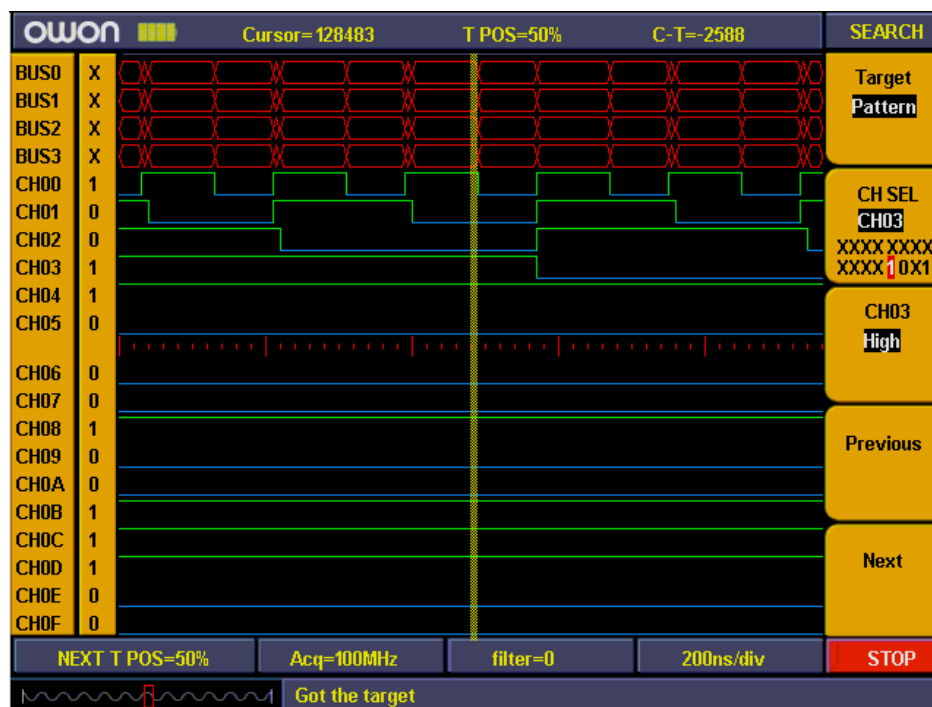 owon Cursor=128483 T POS=50% C-T=-2588 SEARCH
BUS0 X
BUS1 X
BUS2 X
BUS3 X
CH00 1
CH01 0
CH02 0
CH03 1
CH04 1
CH05 0
CH06 0
CH07 0
CH08 1
CH09 0
CH0A 0
CH0B 1
CH0C 1
CH0D 1
CH0E 0
CH0F 0
Target
Pattern
CH SEL
CH03
XXXX XXXX
XXXX 1 0X1
CH03
High
Previous
Next
NEXT T POS=50% Acq=100MHz filter=0 200ns/div STOP
Got the target